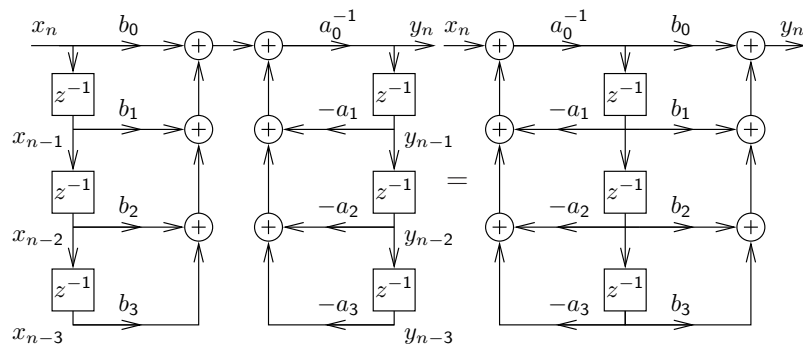 x_n b_0 a_0^{-1} y_n x_n a_0^{-1} b_0 y_n
+ + + +
z^{-1} z^{-1} z^{-1}
b_1 −a_1 −a_1 b_1
+ + + +
x_{n−1} y_{n−1}
z^{-1} z^{-1} = z^{-1}
b_2 −a_2 −a_2 b_2
+ + + +
x_{n−2} y_{n−2}
z^{-1} z^{-1} z^{-1}
b_3 −a_3 −a_3 b_3
x_{n−3} y_{n−3}